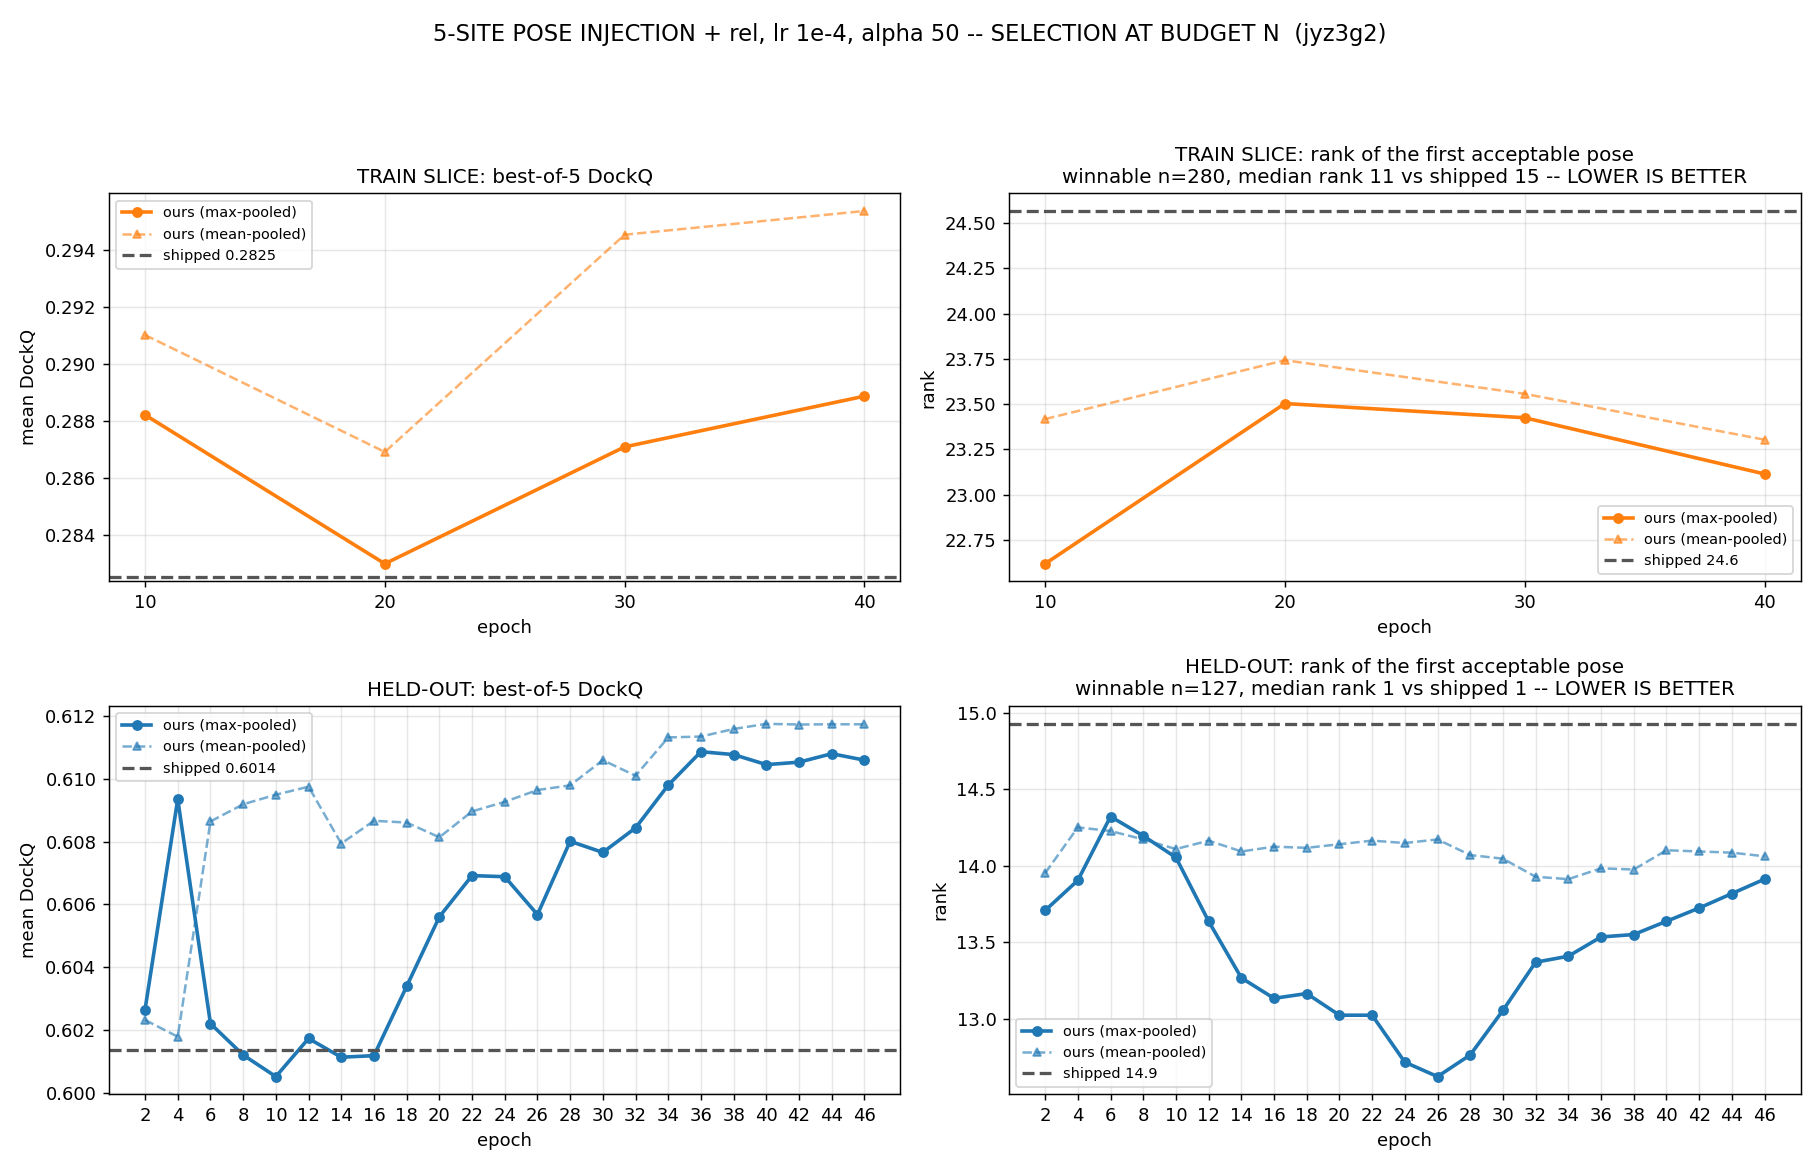 5-SITE POSE INJECTION + rel, lr 1e-4, alpha 50 -- SELECTION AT BUDGET N  (jyz3g2)
TRAIN SLICE: best-of-5 DockQ
ours (max-pooled)
ours (mean-pooled)
shipped 0.2825
mean DockQ
0.294
0.292
0.290
0.288
0.286
0.284
10 20 30 40
epoch
TRAIN SLICE: rank of the first acceptable pose
winnable n=280, median rank 11 vs shipped 15 -- LOWER IS BETTER
rank
24.50
24.25
24.00
23.75
23.50
23.25
23.00
22.75
ours (max-pooled)
ours (mean-pooled)
shipped 24.6
10 20 30 40
epoch
HELD-OUT: best-of-5 DockQ
ours (max-pooled)
ours (mean-pooled)
shipped 0.6014
mean DockQ
0.612
0.610
0.608
0.606
0.604
0.602
0.600
2 4 6 8 10 12 14 16 18 20 22 24 26 28 30 32 34 36 38 40 42 44 46
epoch
HELD-OUT: rank of the first acceptable pose
winnable n=127, median rank 1 vs shipped 1 -- LOWER IS BETTER
rank
15.0
14.5
14.0
13.5
13.0
ours (max-pooled)
ours (mean-pooled)
shipped 14.9
2 4 6 8 10 12 14 16 18 20 22 24 26 28 30 32 34 36 38 40 42 44 46
epoch